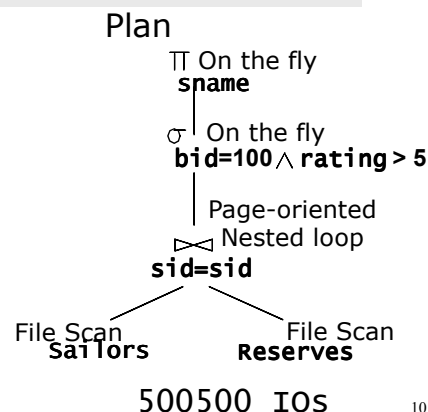 Plan
π On the fly
sname
σ On the fly
bid=100 ∧ rating > 5
Page-oriented
⋈ Nested loop
sid=sid
File Scan
Sailors
File Scan
Reserves
500500 IOs
10